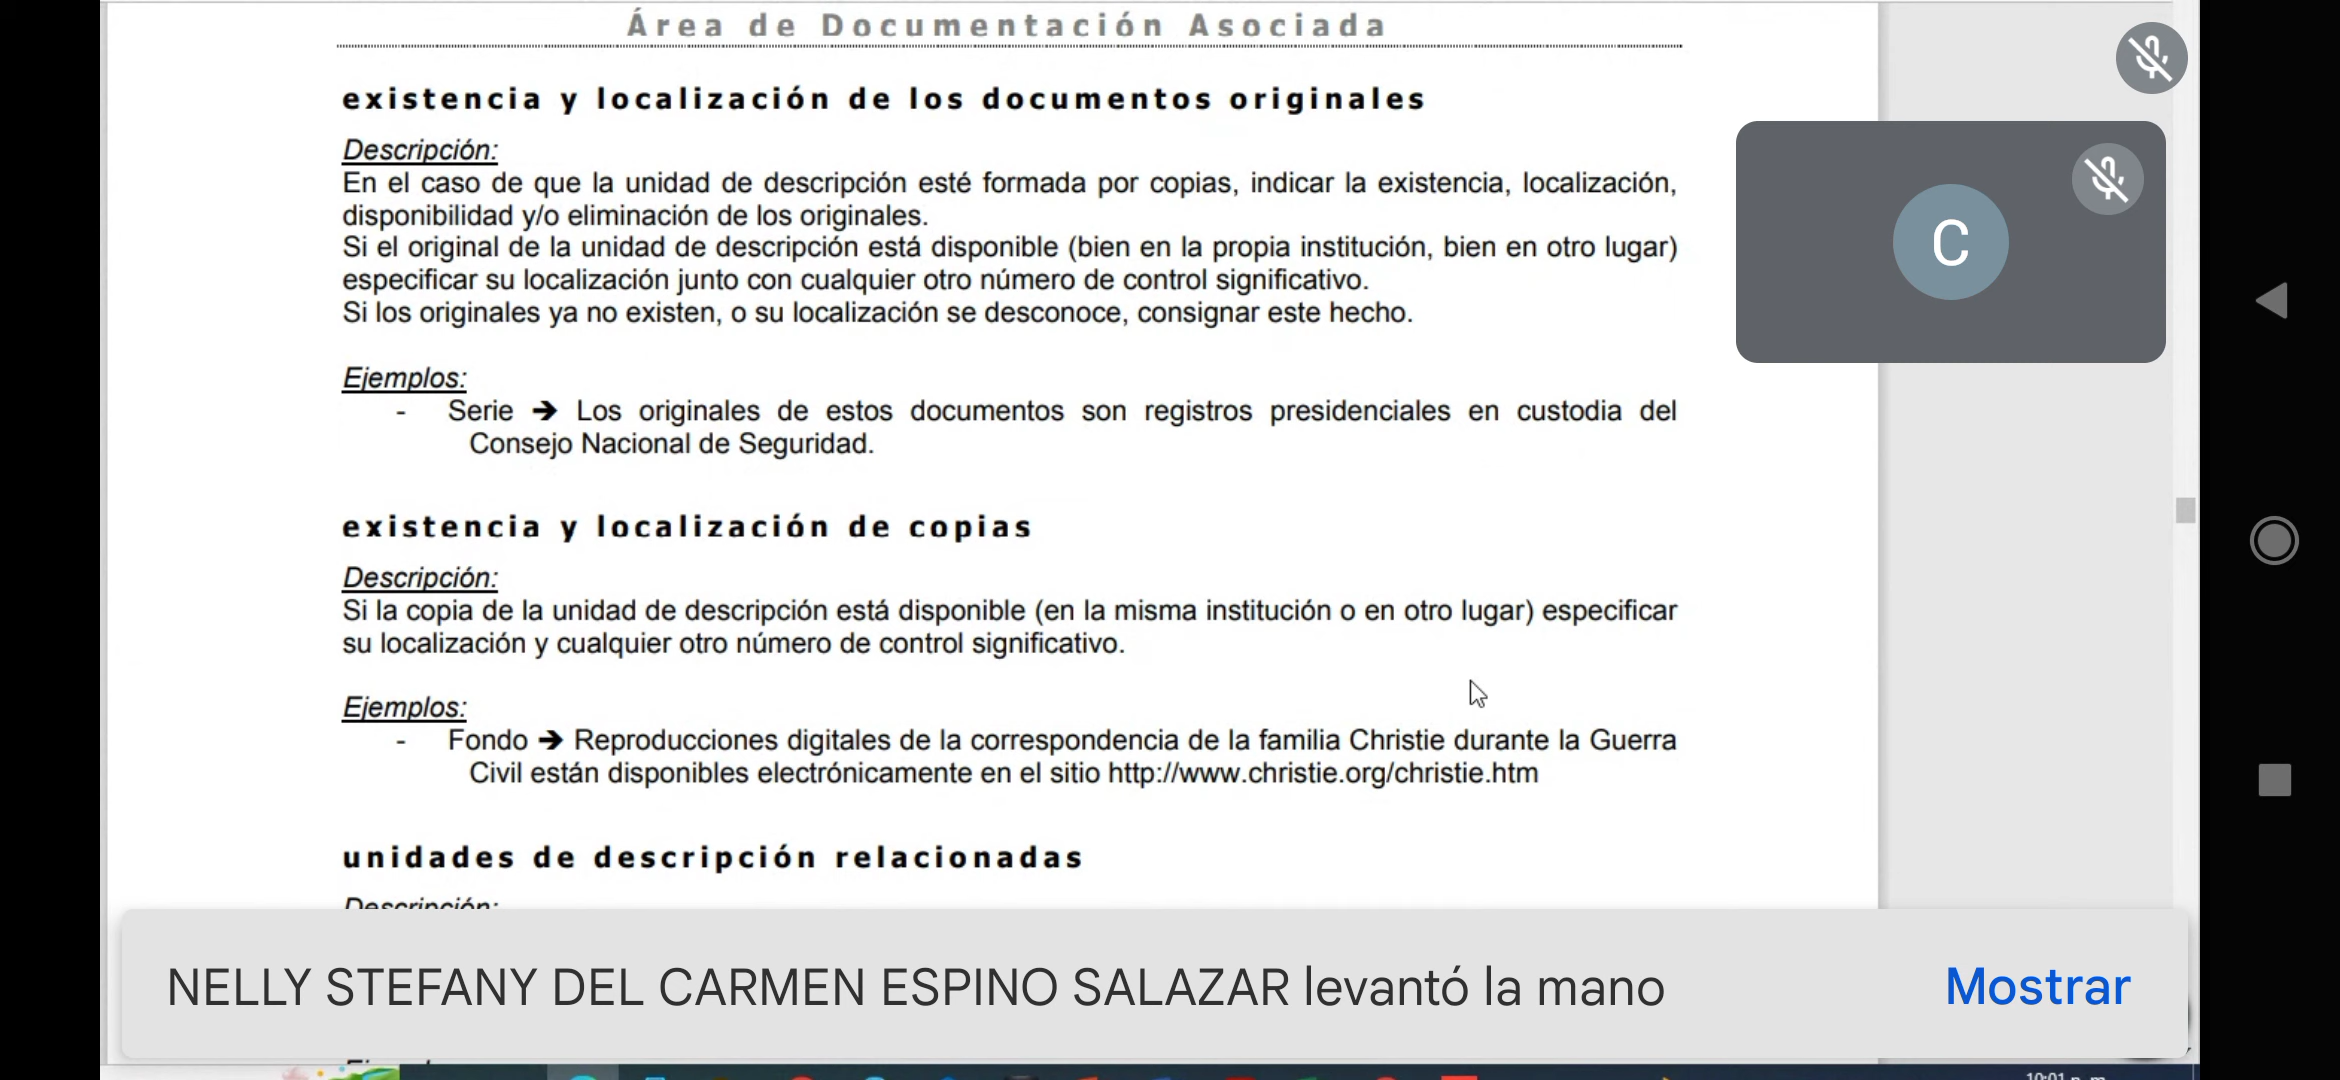 Área de Documentación Asociada
existencia y localización de los documentos originales
Descripción:
En el caso de que la unidad de descripción esté formada por copias, indicar la existencia, localización,
disponibilidad y/o eliminación de los originales.
Si el original de la unidad de descripción está disponible (bien en la propia institución, bien en otro lugar)
especificar su localización junto con cualquier otro número de control significativo.
Si los originales ya no existen, o su localización se desconoce, consignar este hecho.
Ejemplos:
- Serie ➔ Los originales de estos documentos son registros presidenciales en custodia del
Consejo Nacional de Seguridad.
existencia y localización de copias
Descripción:
Si la copia de la unidad de descripción está disponible (en la misma institución o en otro lugar) especificar
su localización y cualquier otro número de control significativo.
Ejemplos:
- Fondo ➔ Reproducciones digitales de la correspondencia de la familia Christie durante la Guerra
Civil están disponibles electrónicamente en el sitio http://www.christie.org/christie.htm
unidades de descripción relacionadas
Descripción:
C
NELLY STEFANY DEL CARMEN ESPINO SALAZAR levantó la mano
Mostrar